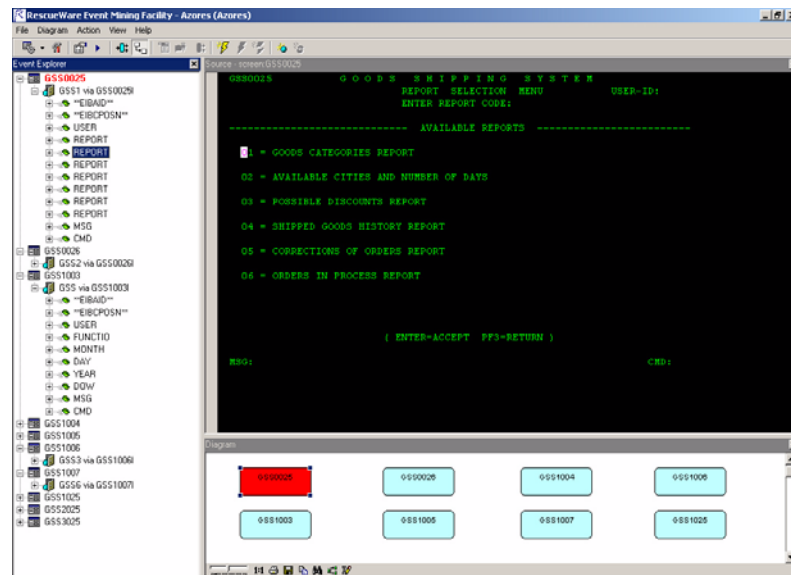 RescueWare Event Mining Facility - Azores (Azores)
File Diagram Action View Help
Event Explorer
GSS0025
GSS1 via GSS0025I
**EIBAID**
**EIBCPOSN**
USER
REPORT
REPORT
REPORT
REPORT
REPORT
REPORT
REPORT
MSG
CMD
GSS0026
GSS2 via GSS0026I
GSS1003
GSS via GSS1003I
**EIBAID**
**EIBCPOSN**
USER
FUNCTIO
MONTH
DAY
YEAR
DOW
MSG
CMD
GSS1004
GSS1005
GSS1006
GSS3 via GSS1006I
GSS1007
GSS6 via GSS1007I
GSS1025
GSS2025
GSS3025
Source - screen:GSS0025
GSS0025 G O O D S S H I P P I N G S Y S T E M
REPORT SELECTION MENU USER-ID:
ENTER REPORT CODE:
------------------------------ AVAILABLE REPORTS ------------------------
01 = GOODS CATEGORIES REPORT
02 = AVAILABLE CITIES AND NUMBER OF DAYS
03 = POSSIBLE DISCOUNTS REPORT
04 = SHIPPED GOODS HISTORY REPORT
05 = CORRECTIONS OF ORDERS REPORT
06 = ORDERS IN PROCESS REPORT
( ENTER=ACCEPT PF3=RETURN )
MSG: CMD:
Diagram
GSS0025 GSS0026 GSS1004 GSS1006
GSS1003 GSS1005 GSS1007 GSS1025
1:1